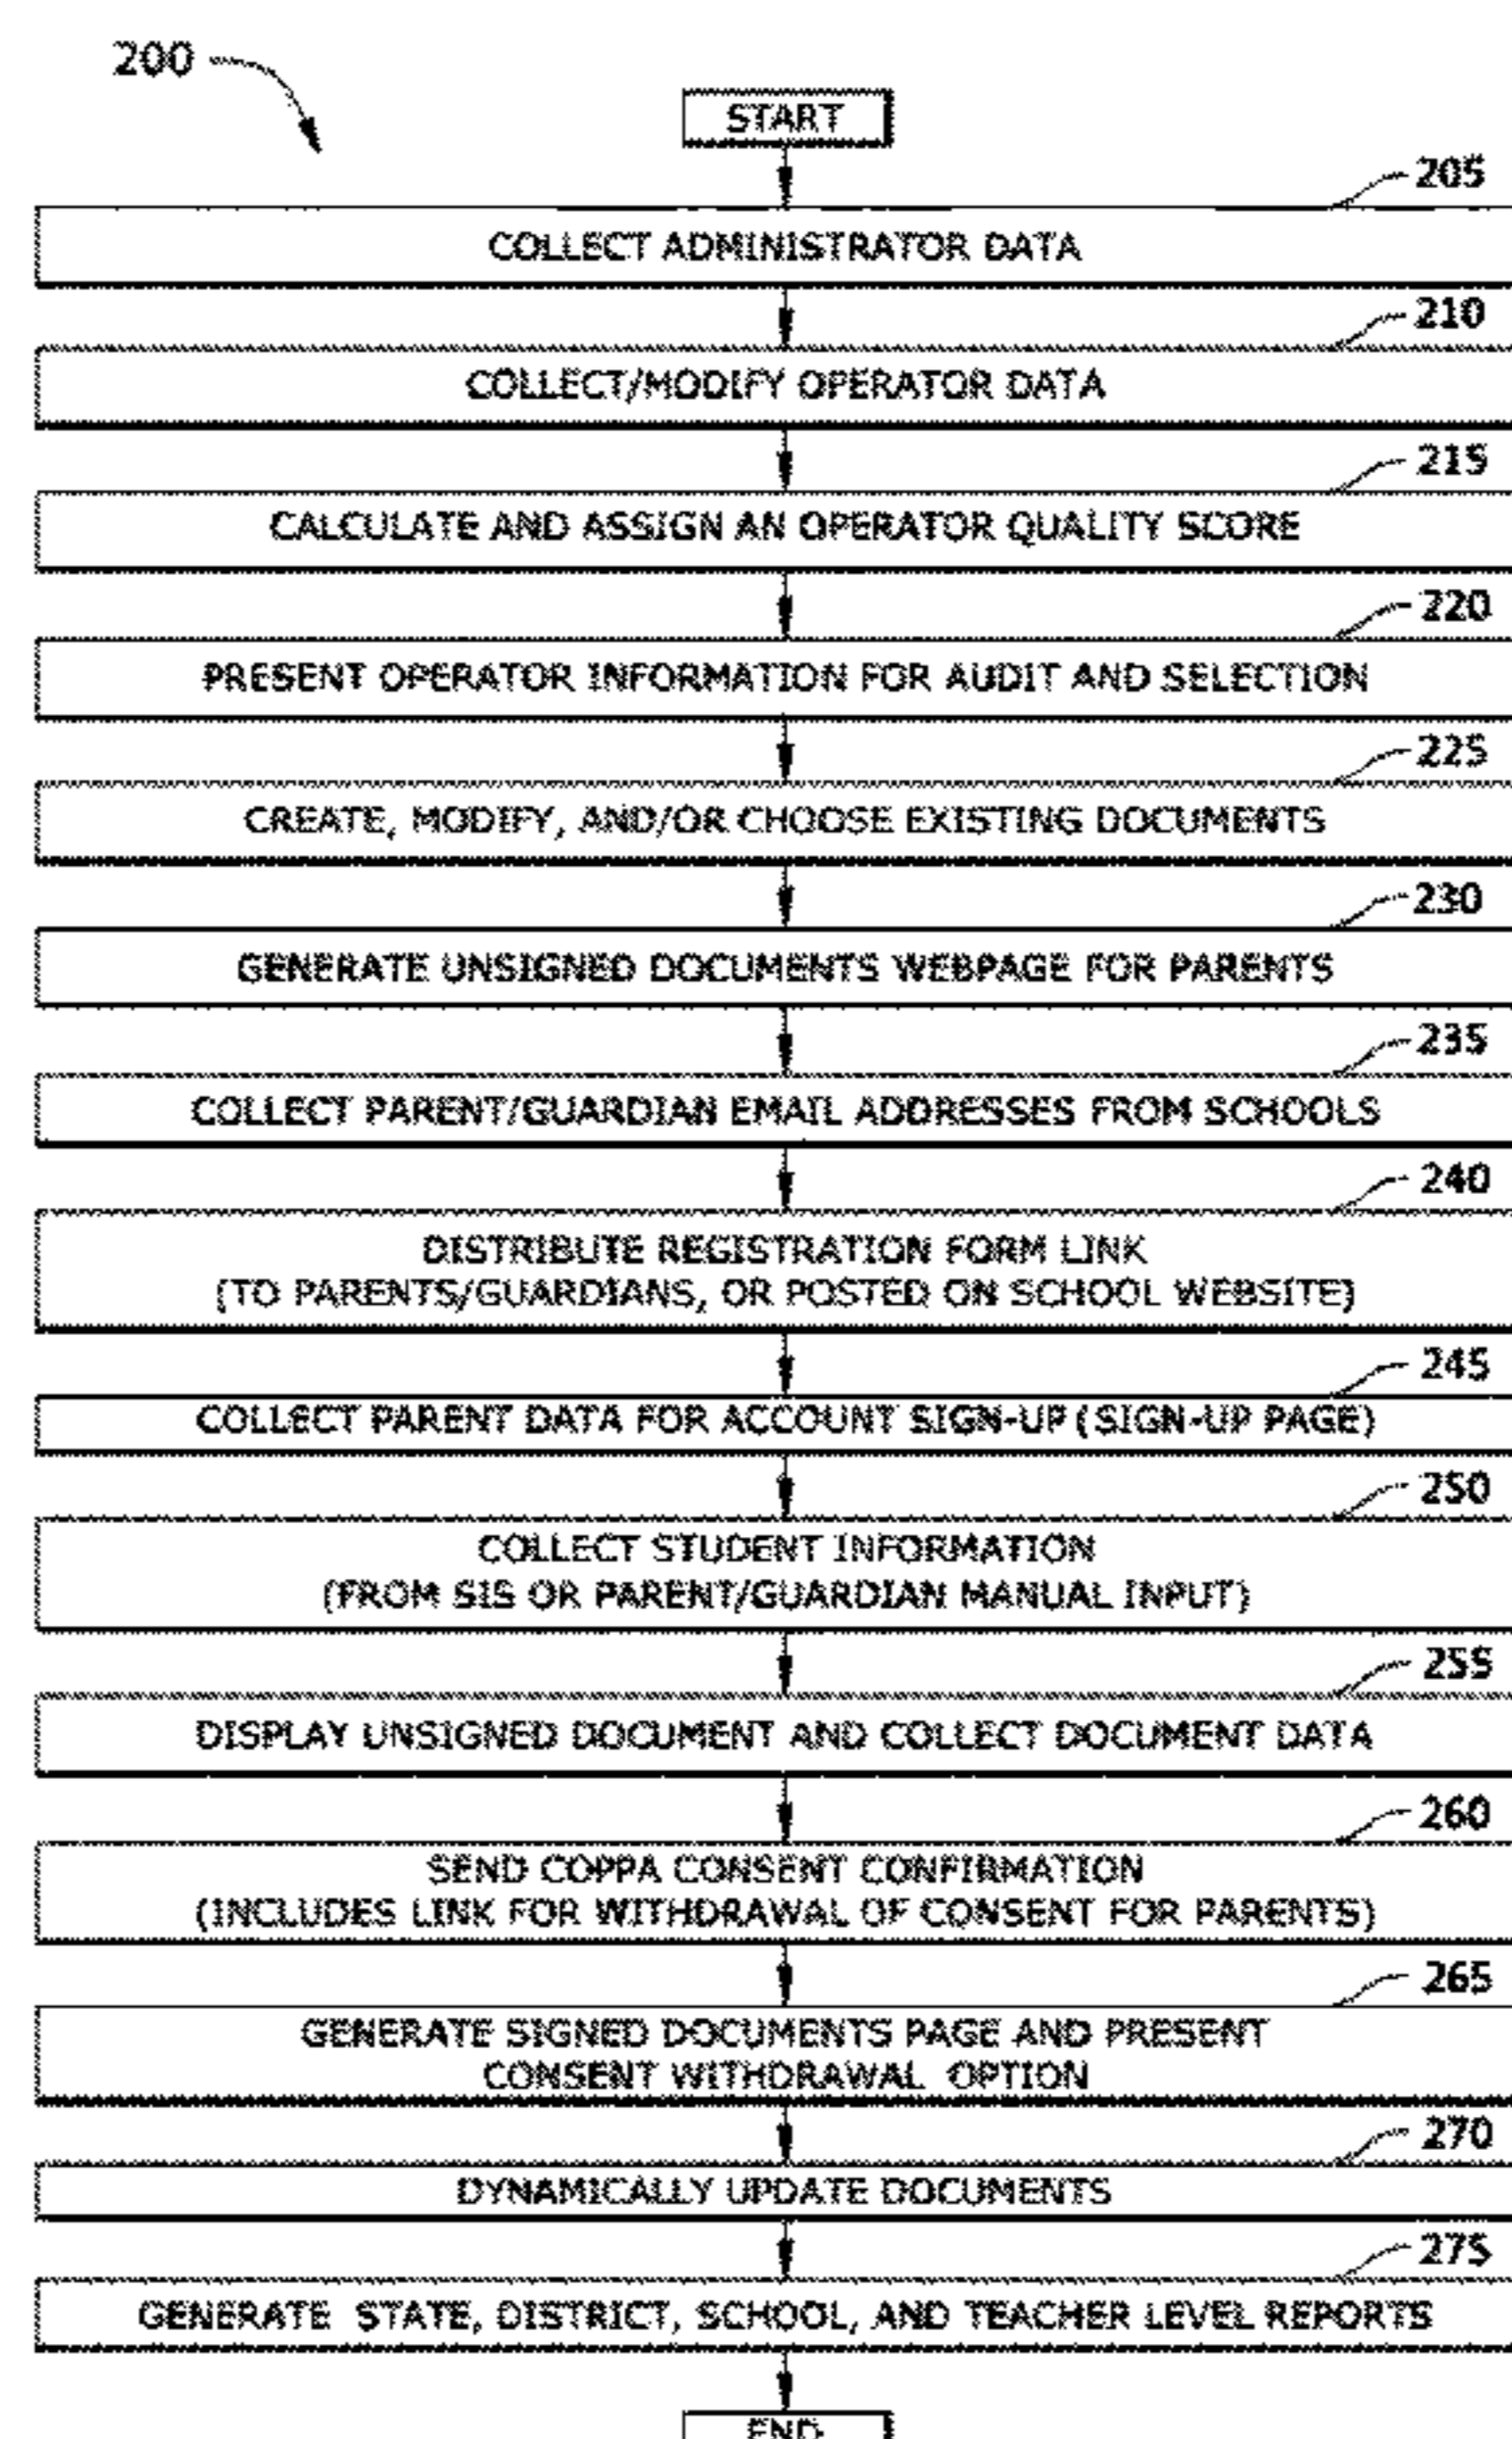 200
START
205
COLLECT ADMINISTRATOR DATA
210
COLLECT/MODIFY OPERATOR DATA
215
CALCULATE AND ASSIGN AN OPERATOR QUALITY SCORE
220
PRESENT OPERATOR INFORMATION FOR AUDIT AND SELECTION
225
CREATE, MODIFY, AND/OR CHOOSE EXISTING DOCUMENTS
230
GENERATE UNSIGNED DOCUMENTS WEBPAGE FOR PARENTS
235
COLLECT PARENT/GUARDIAN EMAIL ADDRESSES FROM SCHOOLS
240
DISTRIBUTE REGISTRATION FORM LINK
(TO PARENTS/GUARDIANS, OR POSTED ON SCHOOL WEBSITE)
245
COLLECT PARENT DATA FOR ACCOUNT SIGN-UP (SIGN-UP PAGE)
250
COLLECT STUDENT INFORMATION
(FROM SIS OR PARENT/GUARDIAN MANUAL INPUT)
255
DISPLAY UNSIGNED DOCUMENT AND COLLECT DOCUMENT DATA
260
SEND COPPA CONSENT CONFIRMATION
(INCLUDES LINK FOR WITHDRAWAL OF CONSENT FOR PARENTS)
265
GENERATE SIGNED DOCUMENTS PAGE AND PRESENT
CONSENT WITHDRAWAL OPTION
270
DYNAMICALLY UPDATE DOCUMENTS
275
GENERATE STATE, DISTRICT, SCHOOL, AND TEACHER LEVEL REPORTS
END